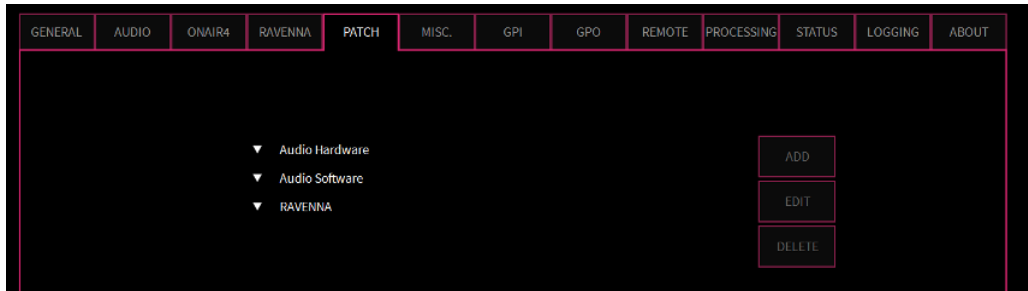 GENERAL AUDIO ONAIR4 RAVENNA PATCH MISC. GPI GPO REMOTE PROCESSING STATUS LOGGING ABOUT
Audio Hardware
ADD
Audio Software
EDIT
RAVENNA
DELETE